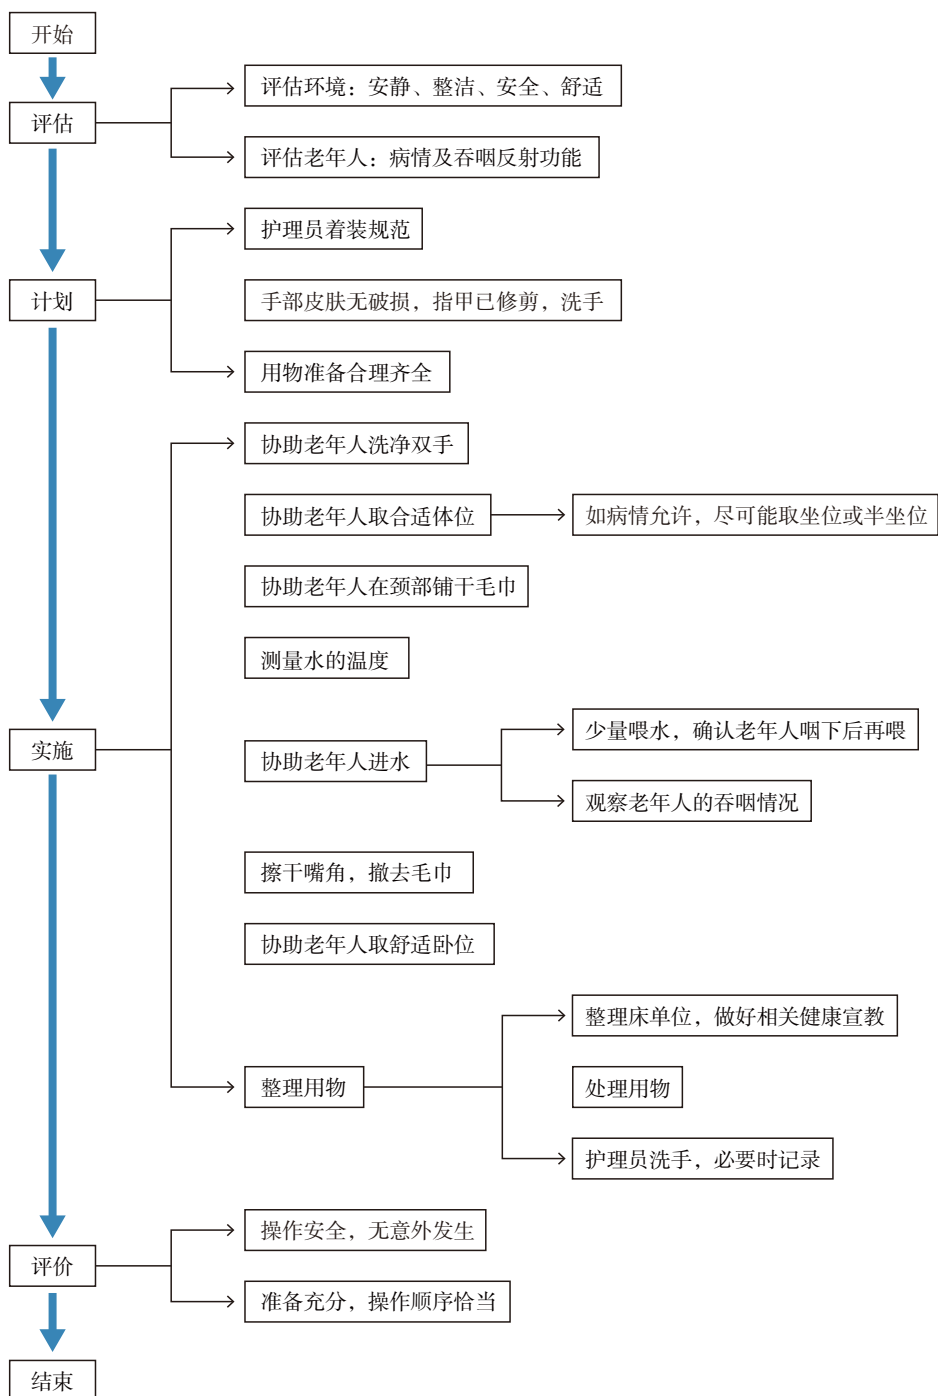 开始
评估
评估环境：安静、整洁、安全、舒适
评估老年人：病情及吞咽反射功能
计划
护理员着装规范
手部皮肤无破损，指甲已修剪，洗手
用物准备合理齐全
实施
协助老年人洗净双手
协助老年人取合适体位
如病情允许，尽可能取坐位或半坐位
协助老年人在颈部铺干毛巾
测量水的温度
协助老年人进水
少量喂水，确认老年人咽下后再喂
观察老年人的吞咽情况
擦干嘴角，撤去毛巾
协助老年人取舒适卧位
整理用物
整理床单位，做好相关健康宣教
处理用物
护理员洗手，必要时记录
评价
操作安全，无意外发生
准备充分，操作顺序恰当
结束